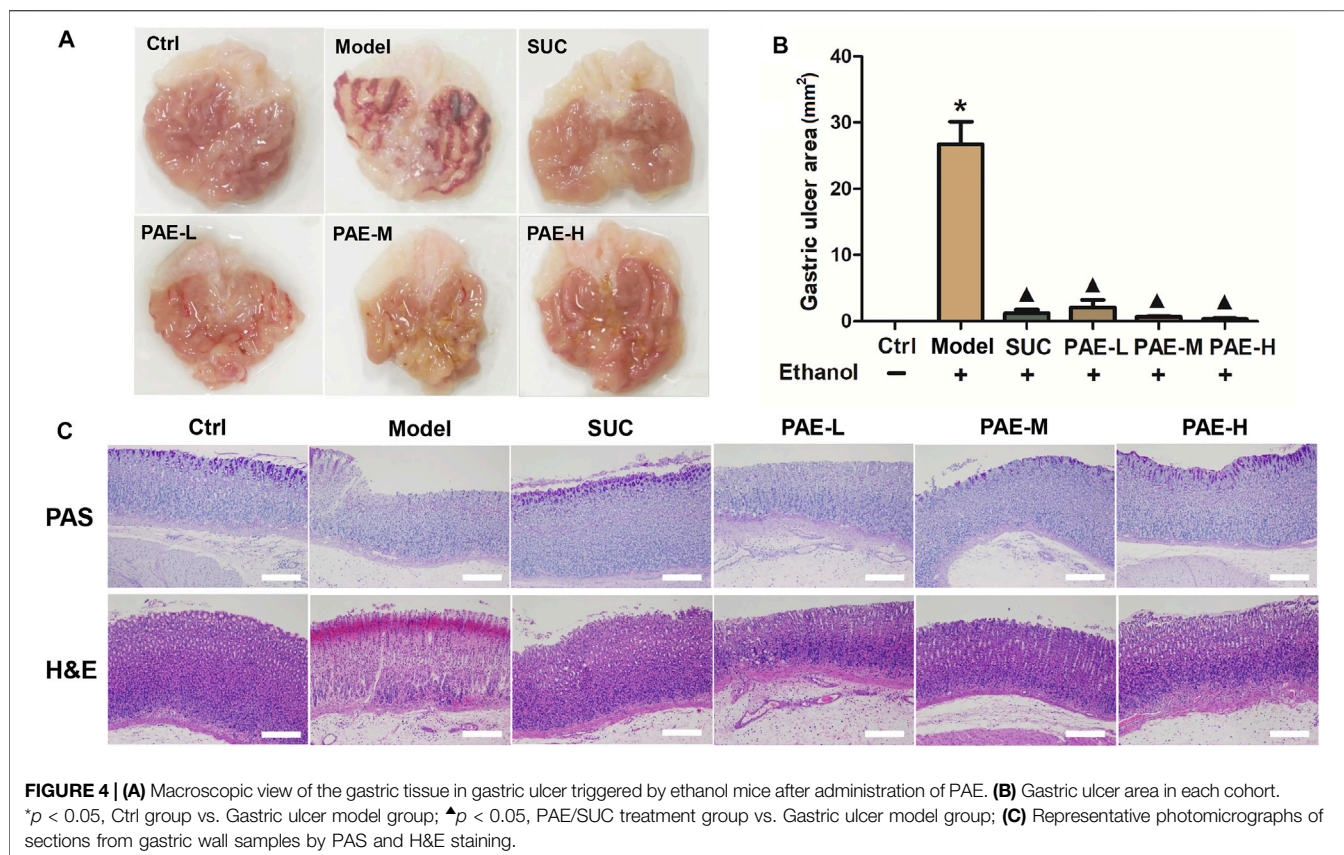 A
Ctrl
Model
SUC
PAE-L
PAE-M
PAE-H
B
Gastric ulcer area (mm²)
40
30
20
10
0
*
▲
▲
▲
▲
Ctrl Model SUC PAE-L PAE-M PAE-H
Ethanol − + + + + +
C
Ctrl Model SUC PAE-L PAE-M PAE-H
PAS
H&E
FIGURE 4 | (A) Macroscopic view of the gastric tissue in gastric ulcer triggered by ethanol mice after administration of PAE. (B) Gastric ulcer area in each cohort.
*p < 0.05, Ctrl group vs. Gastric ulcer model group; ▲p < 0.05, PAE/SUC treatment group vs. Gastric ulcer model group; (C) Representative photomicrographs of
sections from gastric wall samples by PAS and H&E staining.